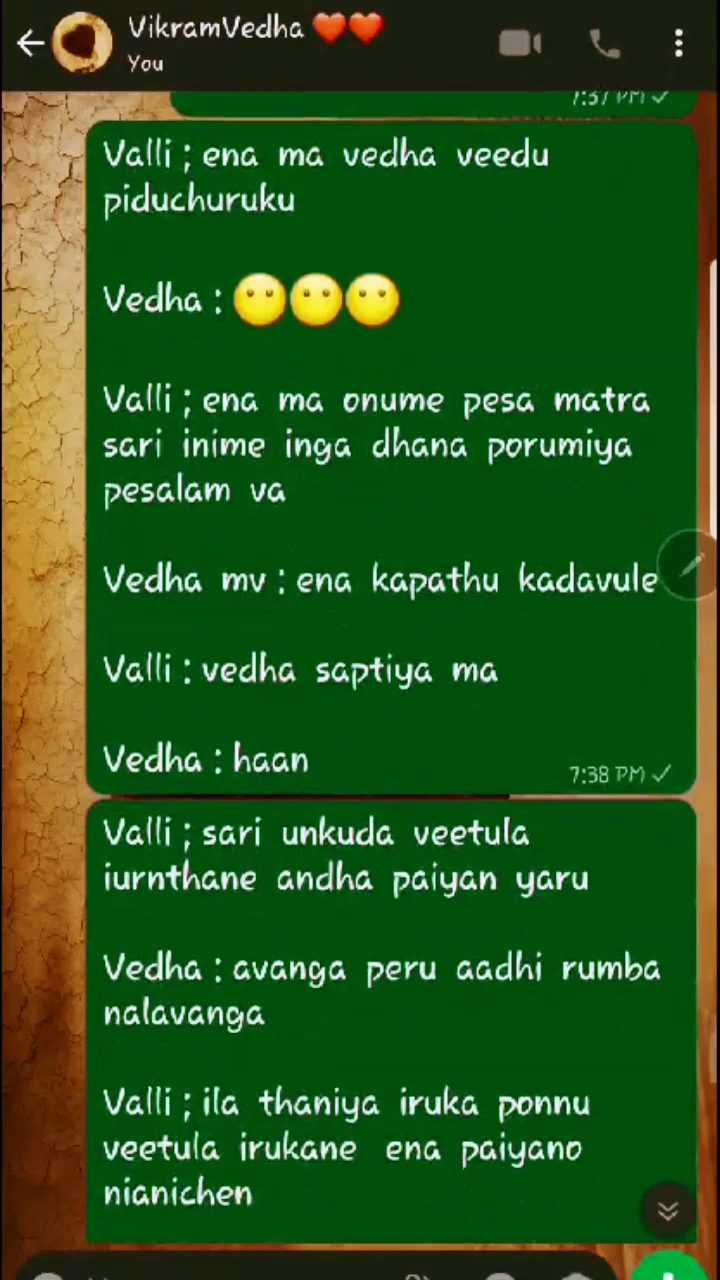 VikramVedha ❤️❤️
You
7:37 PM
Valli ; ena ma vedha veedu
piduchuruku
Vedha : 😶😶😶
Valli ; ena ma onume pesa matra
sari inime inga dhana porumiya
pesalam va
Vedha mv : ena kapathu kadavule
Valli : vedha saptiya ma
Vedha : haan
7:38 PM
Valli ; sari unkuda veetula
iurnthane andha paiyan yaru
Vedha : avanga peru aadhi rumba
nalavanga
Valli ; ila thaniya iruka ponnu
veetula irukane ena paiyano
nianichen